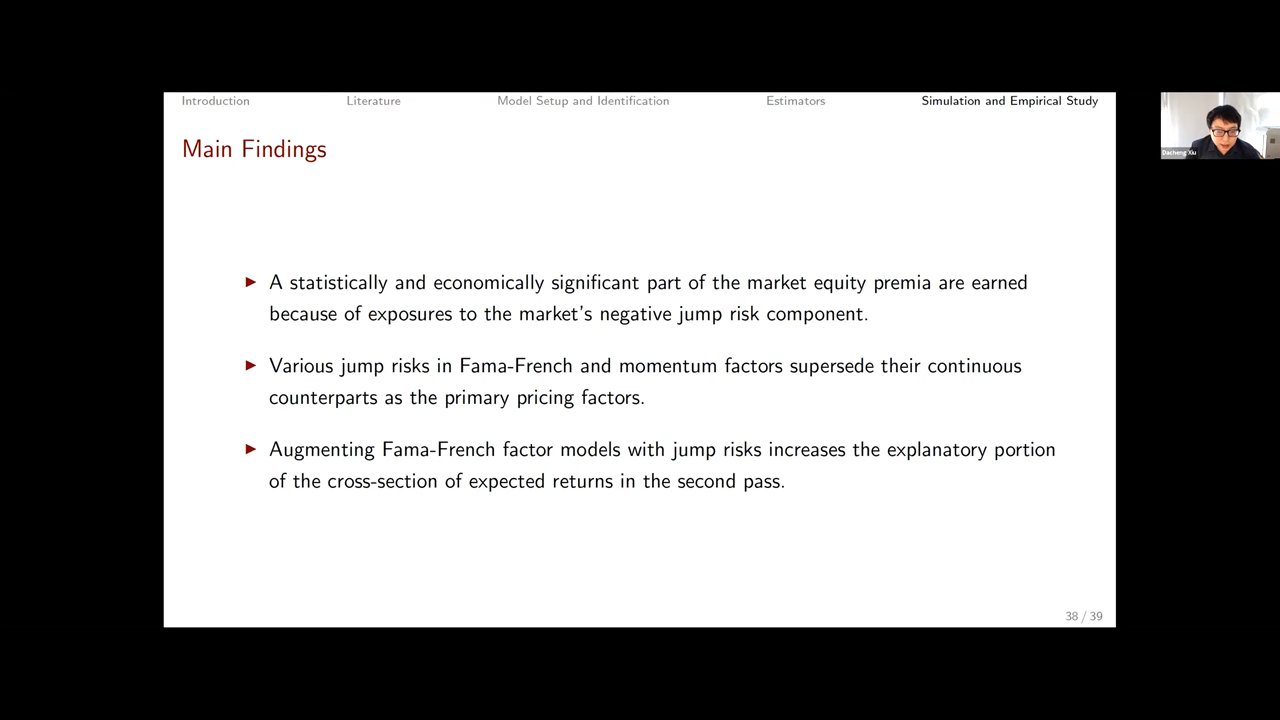 Introduction Literature Model Setup and Identification Estimators Simulation and Empirical Study
Main Findings
Dacheng Xiu
A statistically and economically significant part of the market equity premia are earned
because of exposures to the market's negative jump risk component.
Various jump risks in Fama-French and momentum factors supersede their continuous
counterparts as the primary pricing factors.
Augmenting Fama-French factor models with jump risks increases the explanatory portion
of the cross-section of expected returns in the second pass.
38 / 39